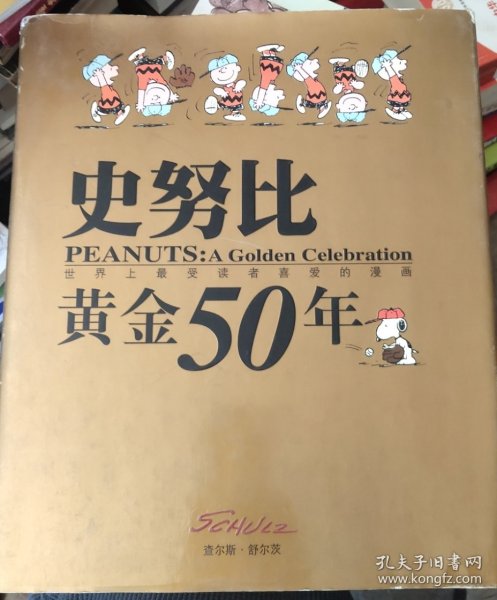 史努比
PEANUTS: A Golden Celebration
世界上最受读者喜爱的漫画
黄金50年
SCHULZ
查尔斯·舒尔茨
孔夫子旧书网
www.kongfz.com